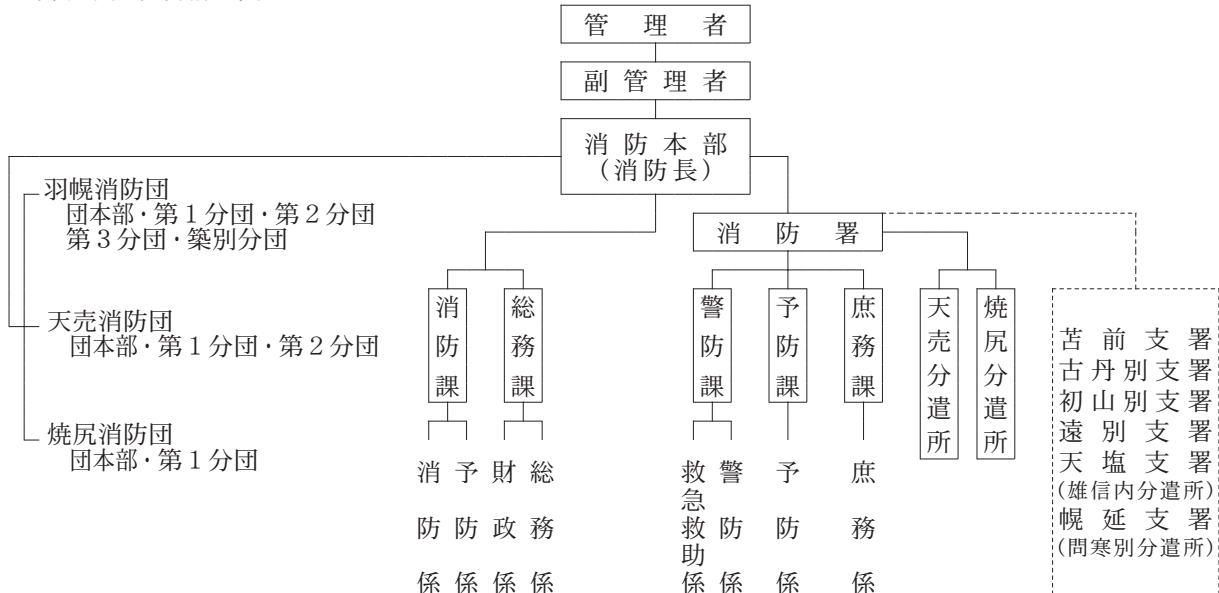 管理者
副管理者
消防本部
（消防長）
羽幌消防団
団本部・第１分団・第２分団
第３分団・築別分団
天売消防団
団本部・第１分団・第２分団
焼尻消防団
団本部・第１分団
消防署
消防課
総務課
警防課
予防課
庶務課
天売分遣所
焼尻分遣所
消防係
予防係
財政係
総務係
救急救助係
警防係
予防係
庶務係
苫前支署
古丹別支署
初山別支署
遠別支署
天塩支署
(雄信内分遣所)
幌延支署
(問寒別分遣所)